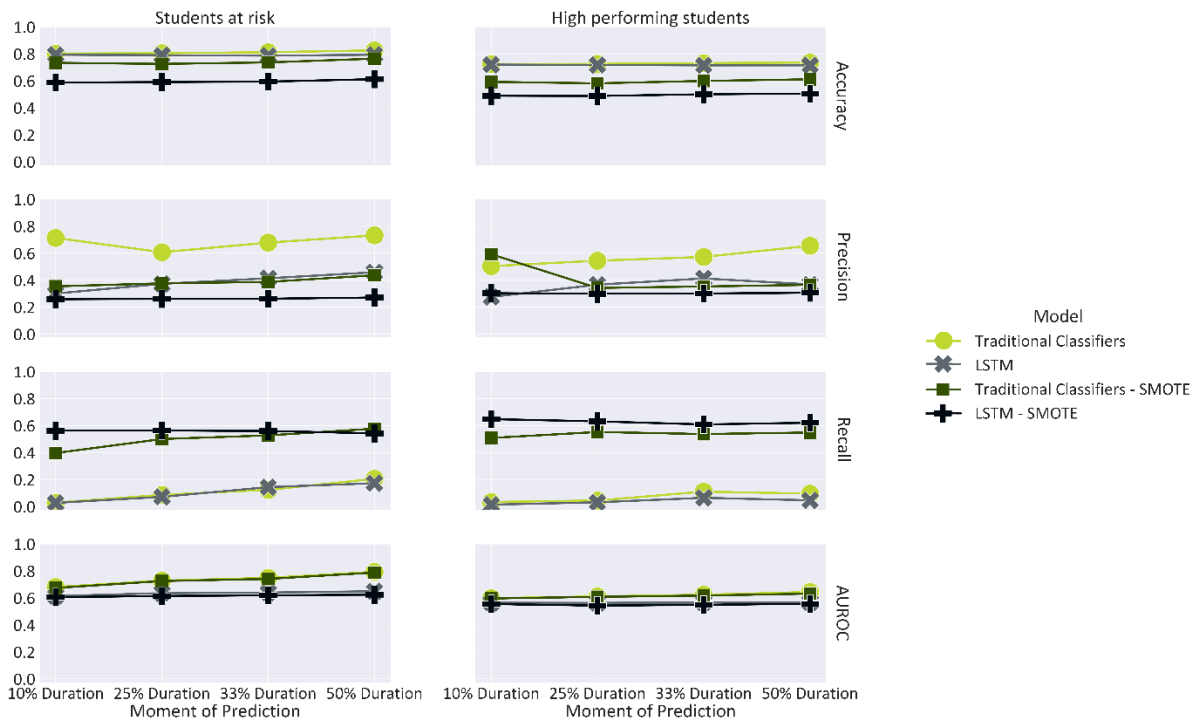 Students at risk
High performing students
1.0
0.8
0.6
0.4
0.2
0.0
Accuracy
1.0
0.8
0.6
0.4
0.2
0.0
Precision
1.0
0.8
0.6
0.4
0.2
0.0
Recall
1.0
0.8
0.6
0.4
0.2
0.0
AUROC
10% Duration 25% Duration 33% Duration 50% Duration
Moment of Prediction
10% Duration 25% Duration 33% Duration 50% Duration
Moment of Prediction
Model
Traditional Classifiers
LSTM
Traditional Classifiers - SMOTE
LSTM - SMOTE